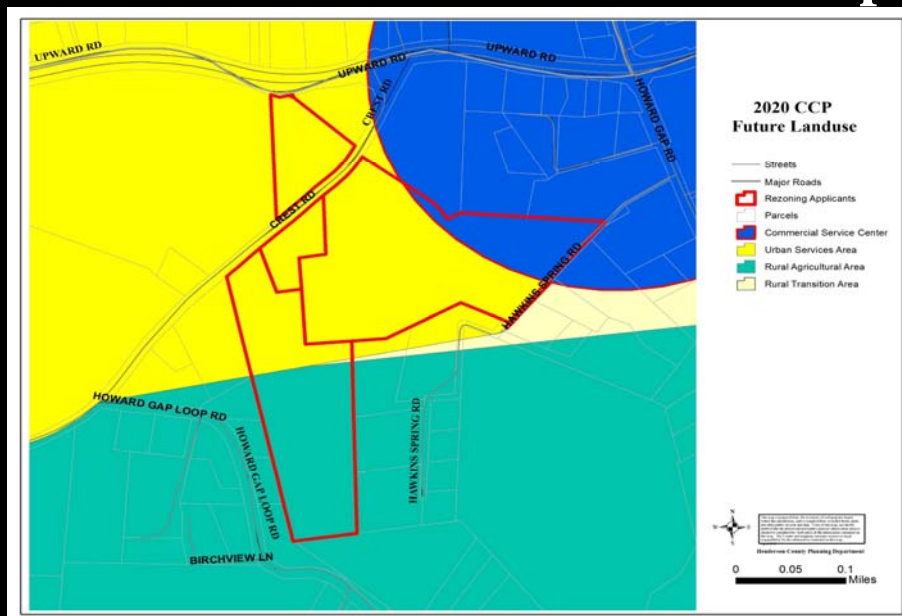 UPWARD RD
UPWARD RD
UPWARD RD
CREST RD
HOWARD GAP RD
CREST RD
HAWKINS SPRING RD
HOWARD GAP LOOP RD
HOWARD GAP LOOP RD
HAWKINS SPRING RD
BIRCHVIEW LN
2020 CCP
Future Landuse
Streets
Major Roads
Rezoning Applicants
Parcels
Commercial Service Center
Urban Services Area
Rural Agricultural Area
Rural Transition Area
N
W
E
S
Henderson County Planning Department
0 0.05 0.1
Miles